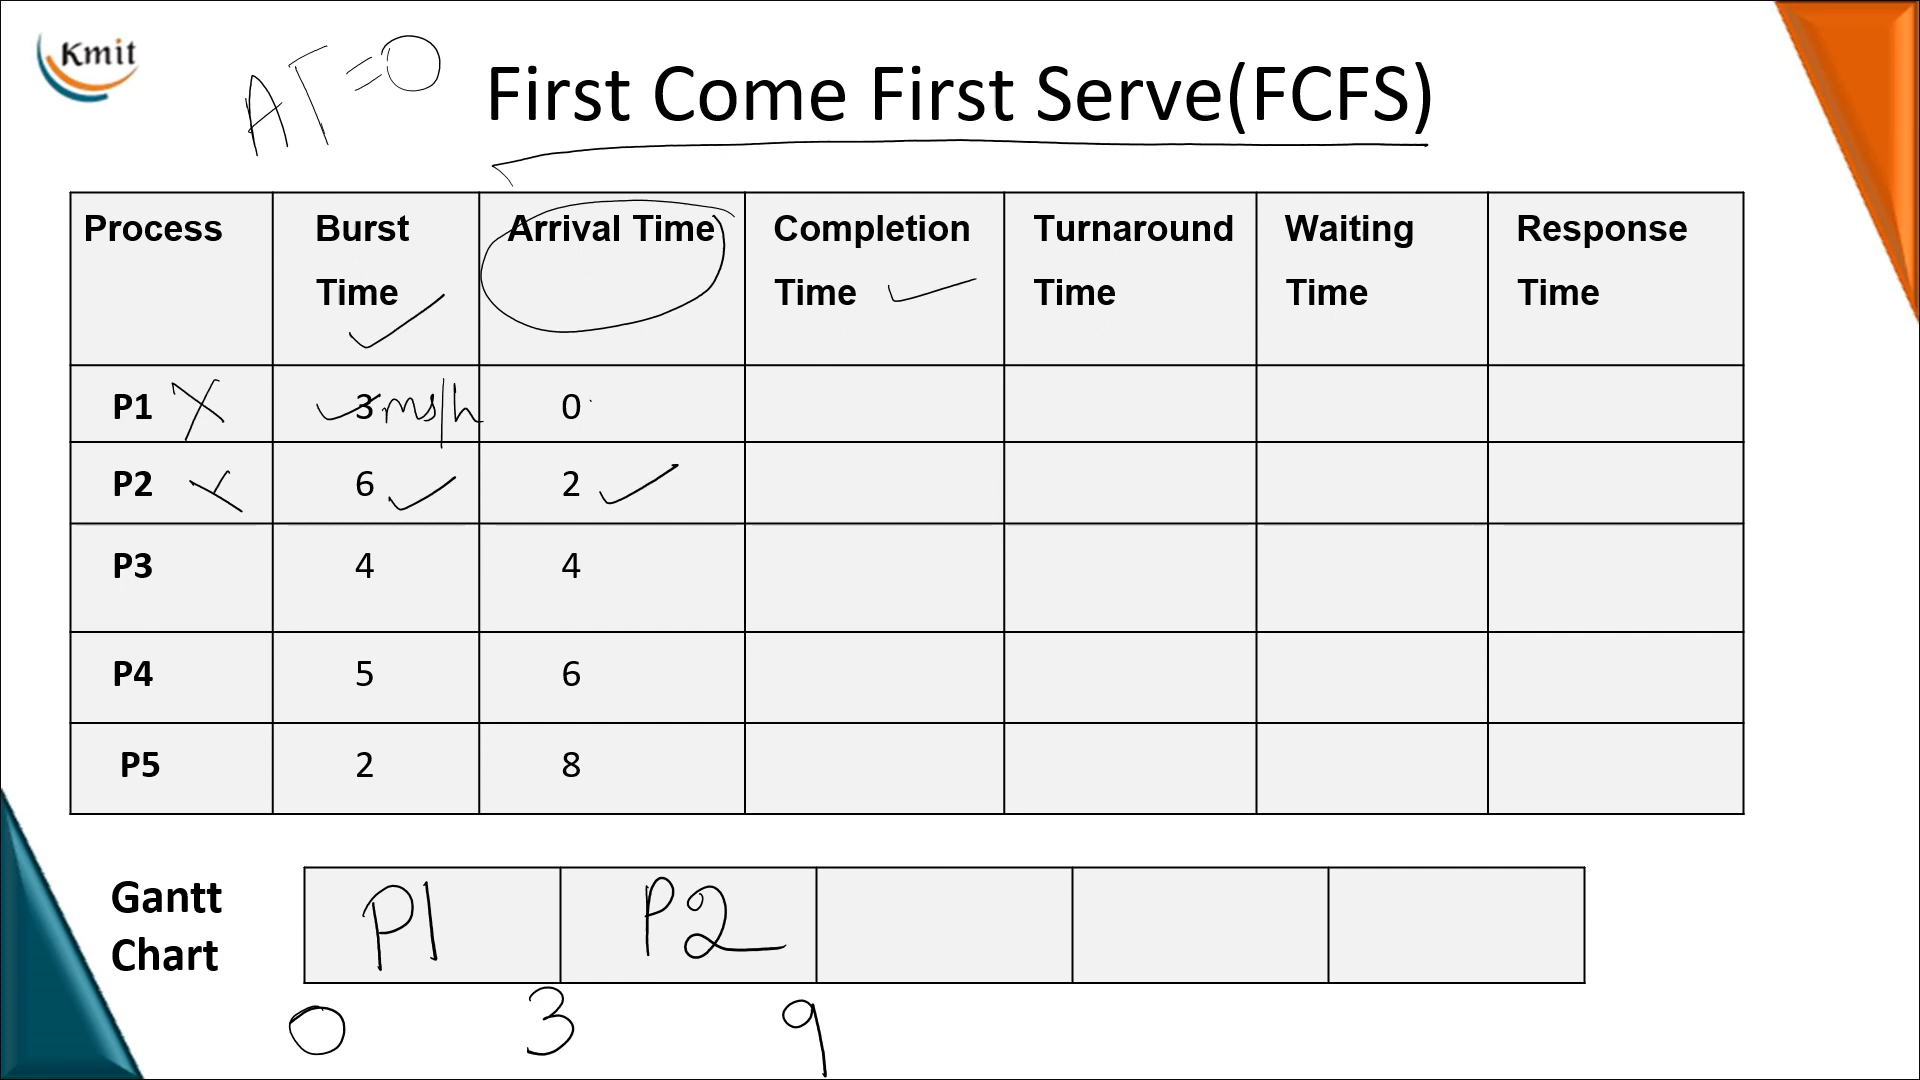 Kmit
AT=0
First Come First Serve(FCFS)
Process Burst Time Arrival Time Completion Time Turnaround Time Waiting Time Response Time
P1 3 ms/h 0
P2 6 2
P3 4 4
P4 5 6
P5 2 8
Gantt Chart P1 P2
0 3 9